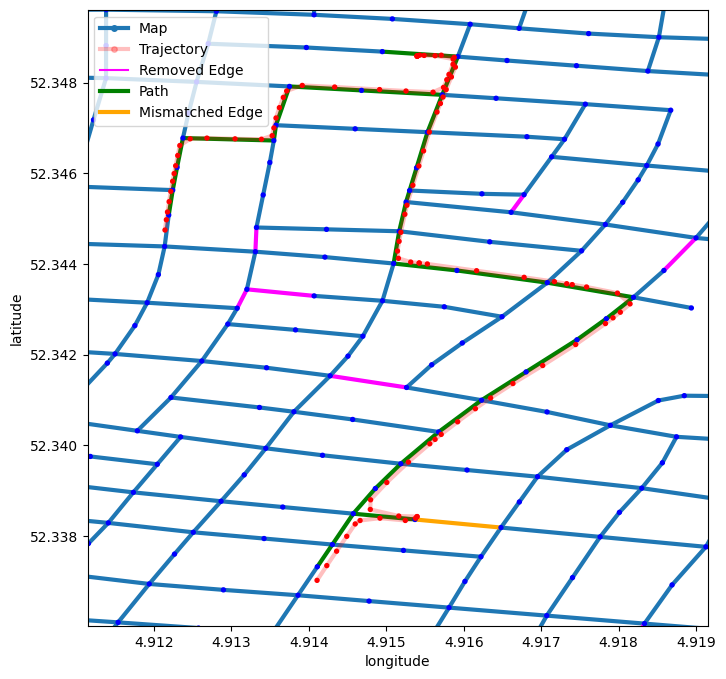 Map
Trajectory
Removed Edge
Path
Mismatched Edge
52.348
52.346
52.344
52.342
52.340
52.338
latitude
4.912 4.913 4.914 4.915 4.916 4.917 4.918 4.919
longitude